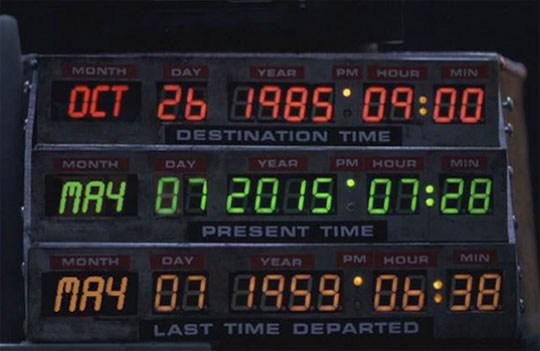 MONTH DAY YEAR PM HOUR MIN
OCT 26 1985 09:00
DESTINATION TIME
MONTH DAY YEAR PM HOUR MIN
MAY 07 2015 07:28
PRESENT TIME
MONTH DAY YEAR PM HOUR MIN
MAY 07 1959 06:38
LAST TIME DEPARTED